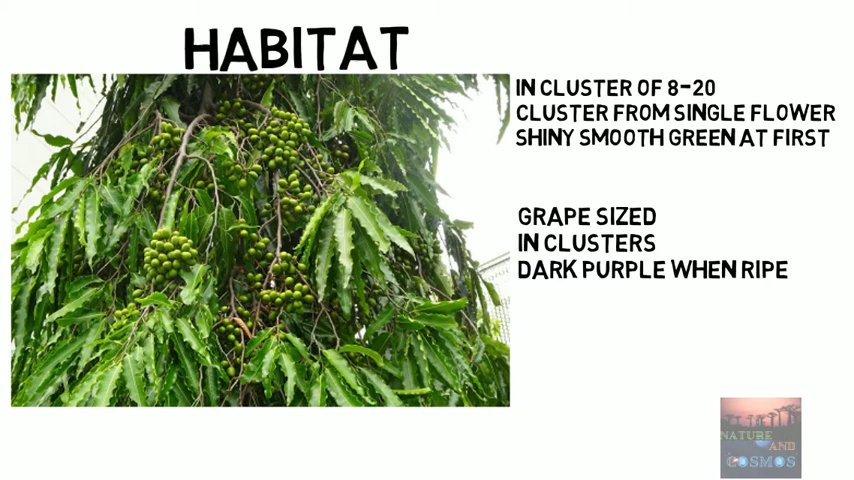 HABITAT
IN CLUSTER OF 8-20
CLUSTER FROM SINGLE FLOWER
SHINY SMOOTH GREEN AT FIRST
GRAPE SIZED
IN CLUSTERS
DARK PURPLE WHEN RIPE
NATURE
AND
COSMOS